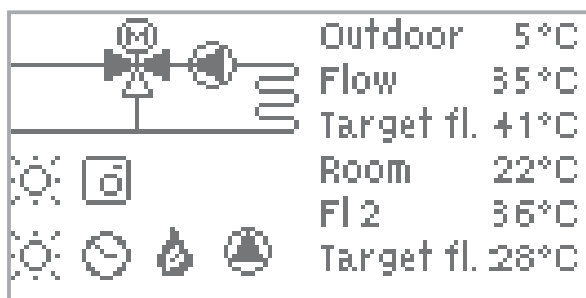 M
Outdoor 5°C
Flow 35°C
Target fl. 41°C
Room 22°C
Fl 2 36°C
Target fl. 28°C